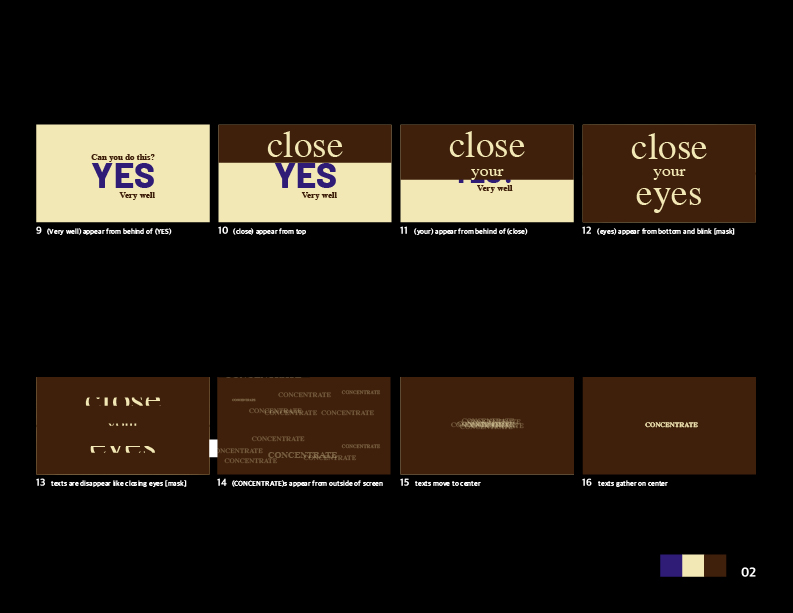 Can you do this?
YES
Very well
9 (Very well) appear from behind of (YES)
close
YES
Very well
10 (close) appear from top
close
your
YES!
Very well
11 (your) appear from behind of (close)
close
your
eyes
12 (eyes) appear from bottom and blink [mask]
close
your
eyes
13 texts are disappear like closing eyes [mask]
CONCENTRATE
CONCENTRATE
CONCENTRATE
CONCENTRATE
CONCENTRATE
CONCENTRATE CONCENTRATE
CONCENTRATE
CONCENTRATE
CONCENTRATE
CONCENTRATE
CONCENTRATE
CONCENTRATE
14 (CONCENTRATE)s appear from outside of screen
CONCENTRATE
CONCENTRATE
15 texts move to center
CONCENTRATE
16 texts gather on center
02